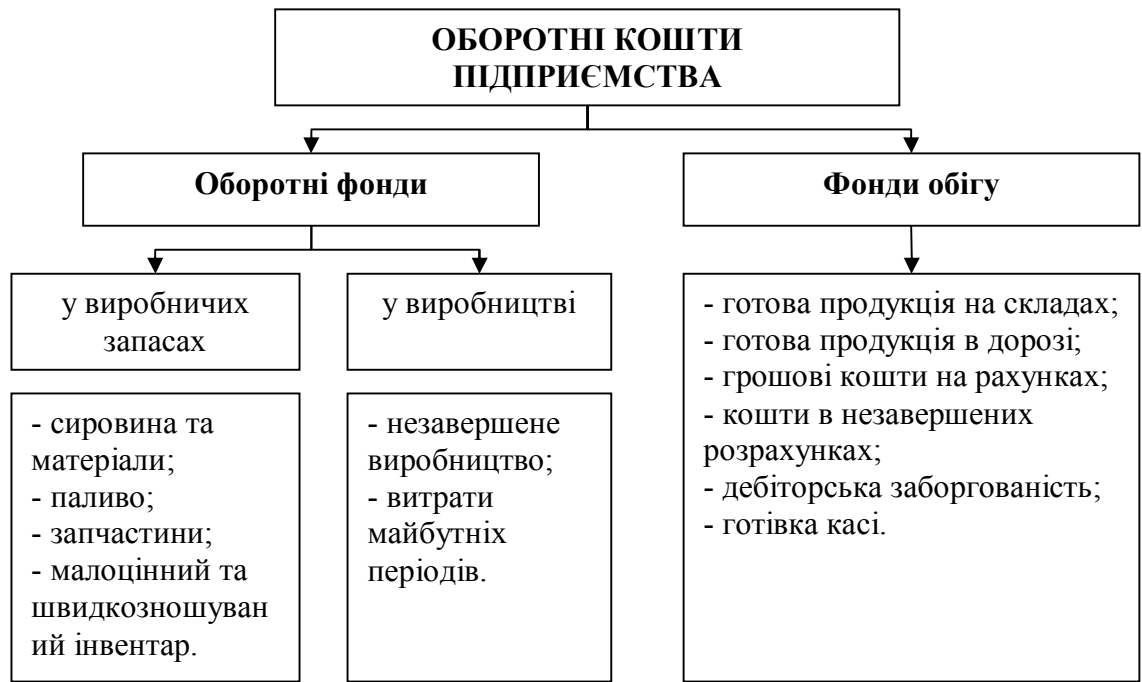 ОБОРОТНІ КОШТИ
ПІДПРИЄМСТВА
Оборотні фонди
Фонди обігу
у виробничих
запасах
у виробництві
- сировина та
матеріали;
- паливо;
- запчастини;
- малоцінний та
швидкозношуван
ий інвентар.
- незавершене
виробництво;
- витрати
майбутніх
періодів.
- готова продукція на складах;
- готова продукція в дорозі;
- грошові кошти на рахунках;
- кошти в незавершених
розрахунках;
- дебіторська заборгованість;
- готівка касі.